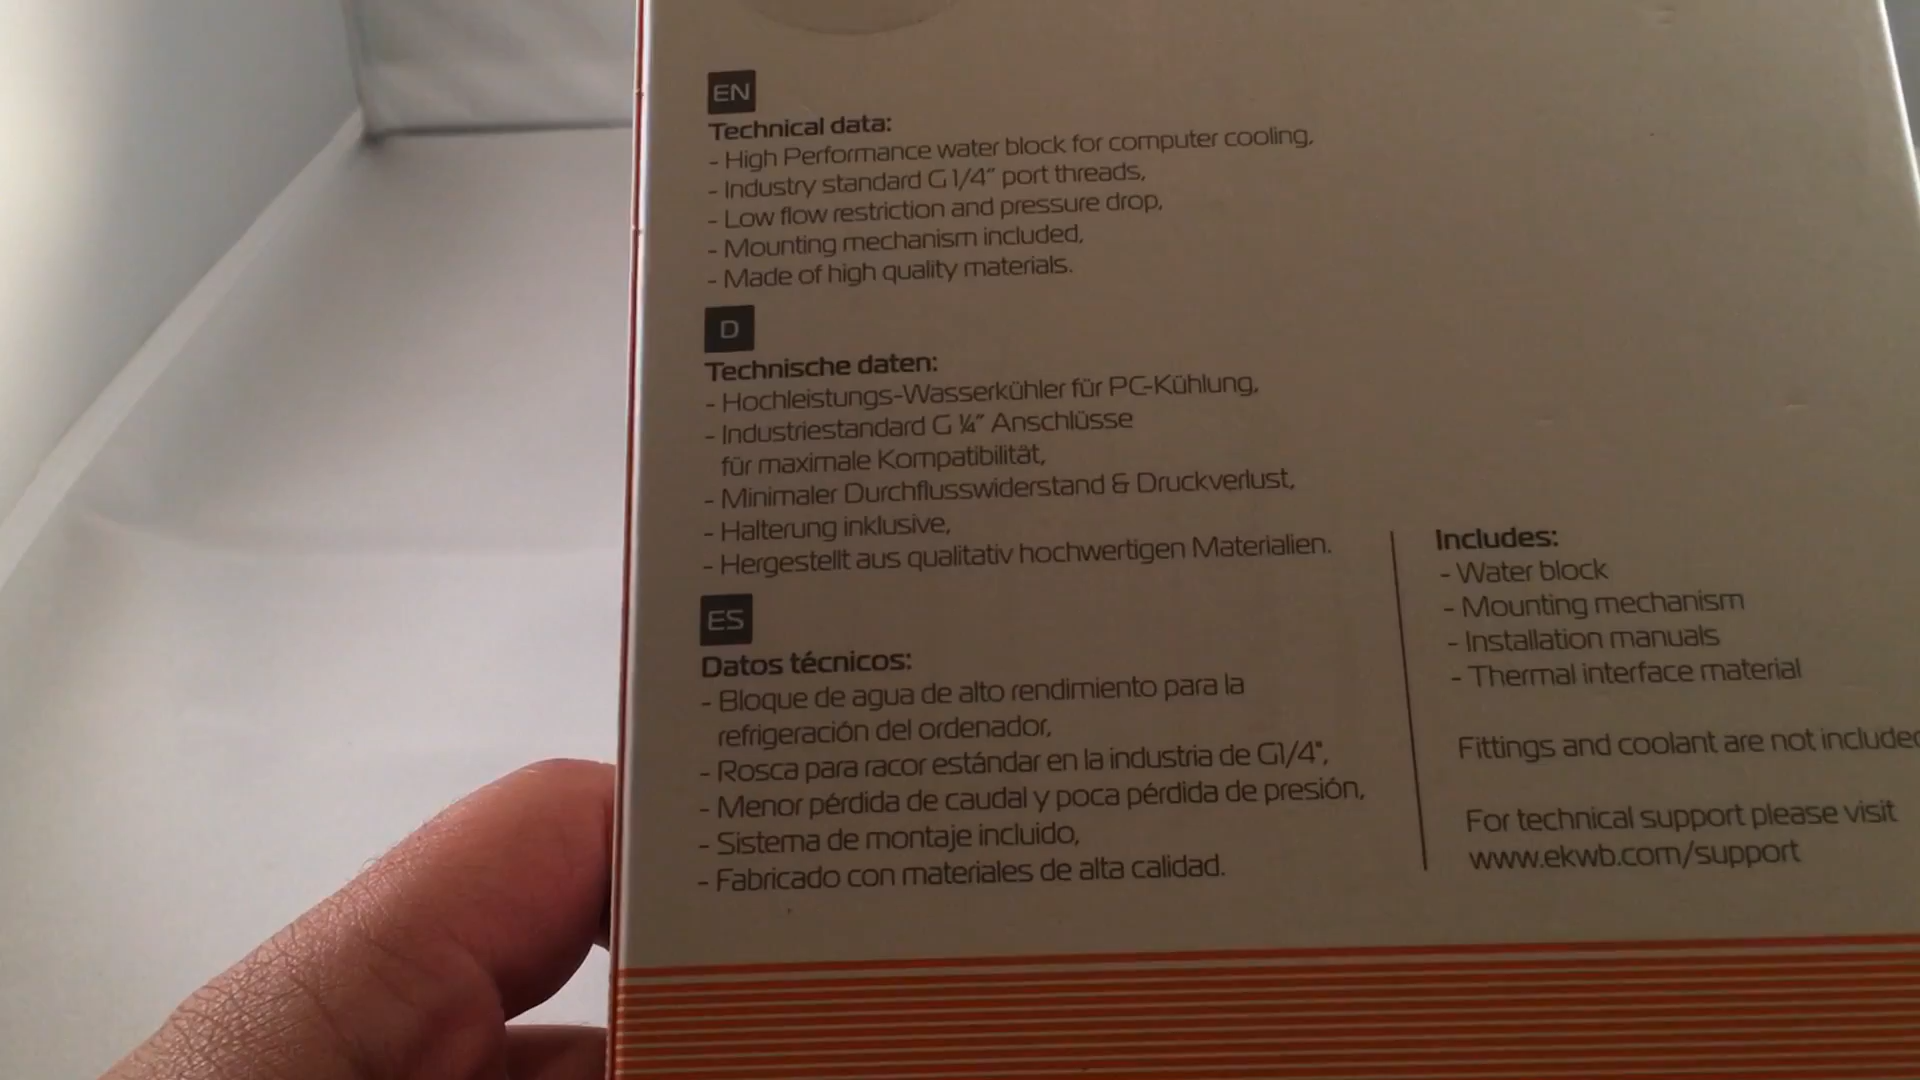 EN
Technical data:
- High Performance water block for computer cooling,
- Industry standard G 1/4" port threads,
- Low flow restriction and pressure drop,
- Mounting mechanism included,
- Made of high quality materials.
D
Technische daten:
- Hochleistungs-Wasserkühler für PC-Kühlung,
- Industriestandard G ¼" Anschlüsse
für maximale Kompatibilität,
- Minimaler Durchflusswiderstand & Druckverlust,
- Halterung inklusive,
- Hergestellt aus qualitativ hochwertigen Materialien.
ES
Datos técnicos:
- Bloque de agua de alto rendimiento para la
refrigeración del ordenador,
- Rosca para racor estándar en la industria de G1/4",
- Menor pérdida de caudal y poca pérdida de presión,
- Sistema de montaje incluido,
- Fabricado con materiales de alta calidad.
Includes:
- Water block
- Mounting mechanism
- Installation manuals
- Thermal interface material
Fittings and coolant are not included
For technical support please visit
www.ekwb.com/support